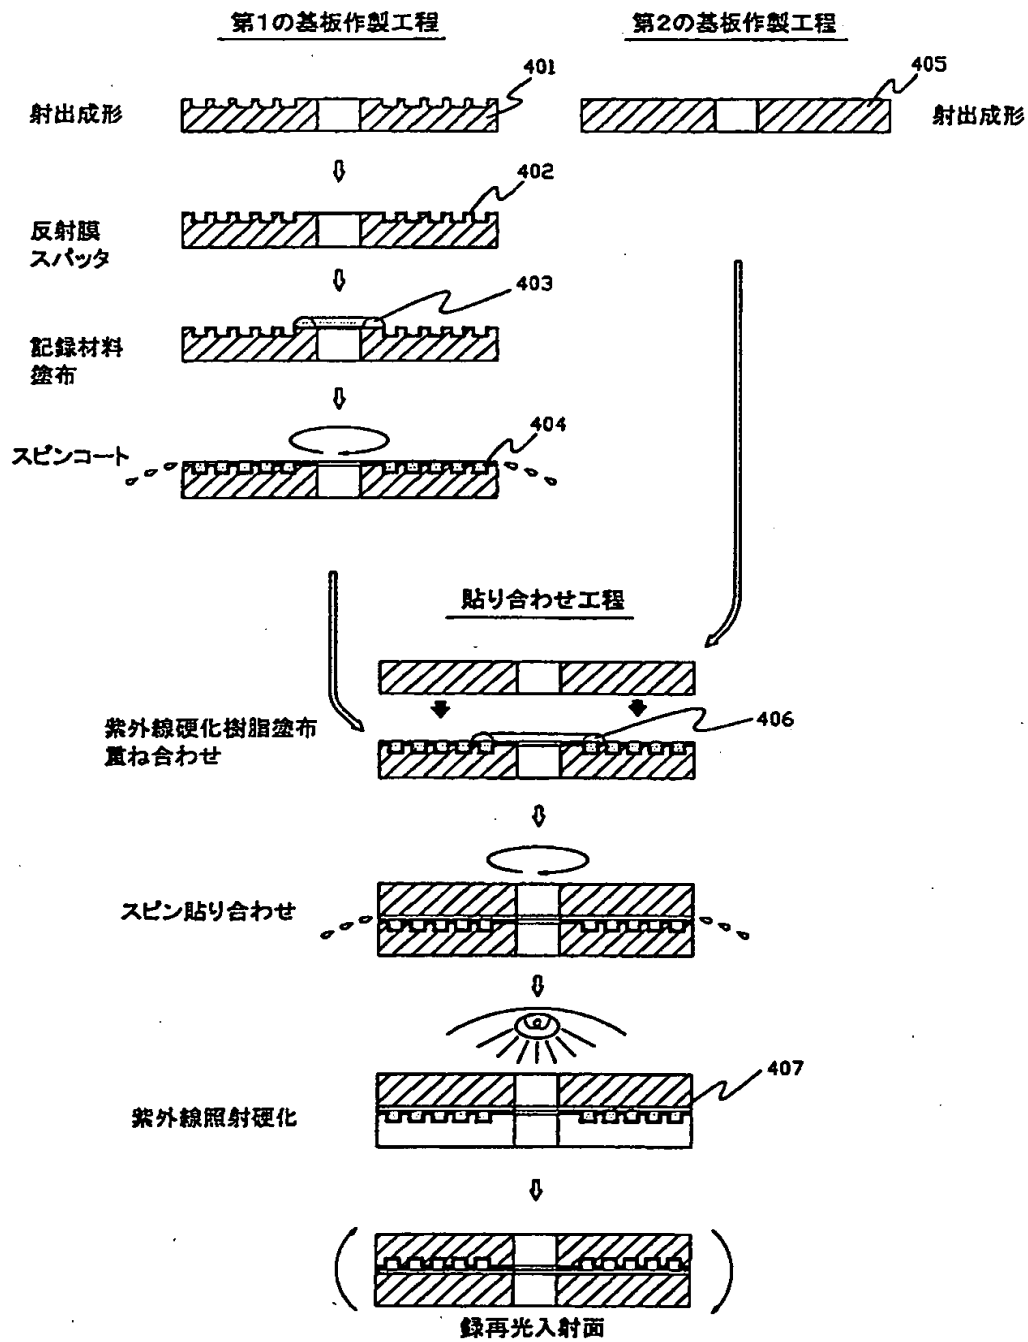 第1の基板作製工程
第2の基板作製工程
401
405
射出成形
射出成形
402
反射膜
スパッタ
403
記録材料
塗布
404
スピンコート
貼り合わせ工程
406
紫外線硬化樹脂塗布
重ね合わせ
スピン貼り合わせ
407
紫外線照射硬化
録再光入射面